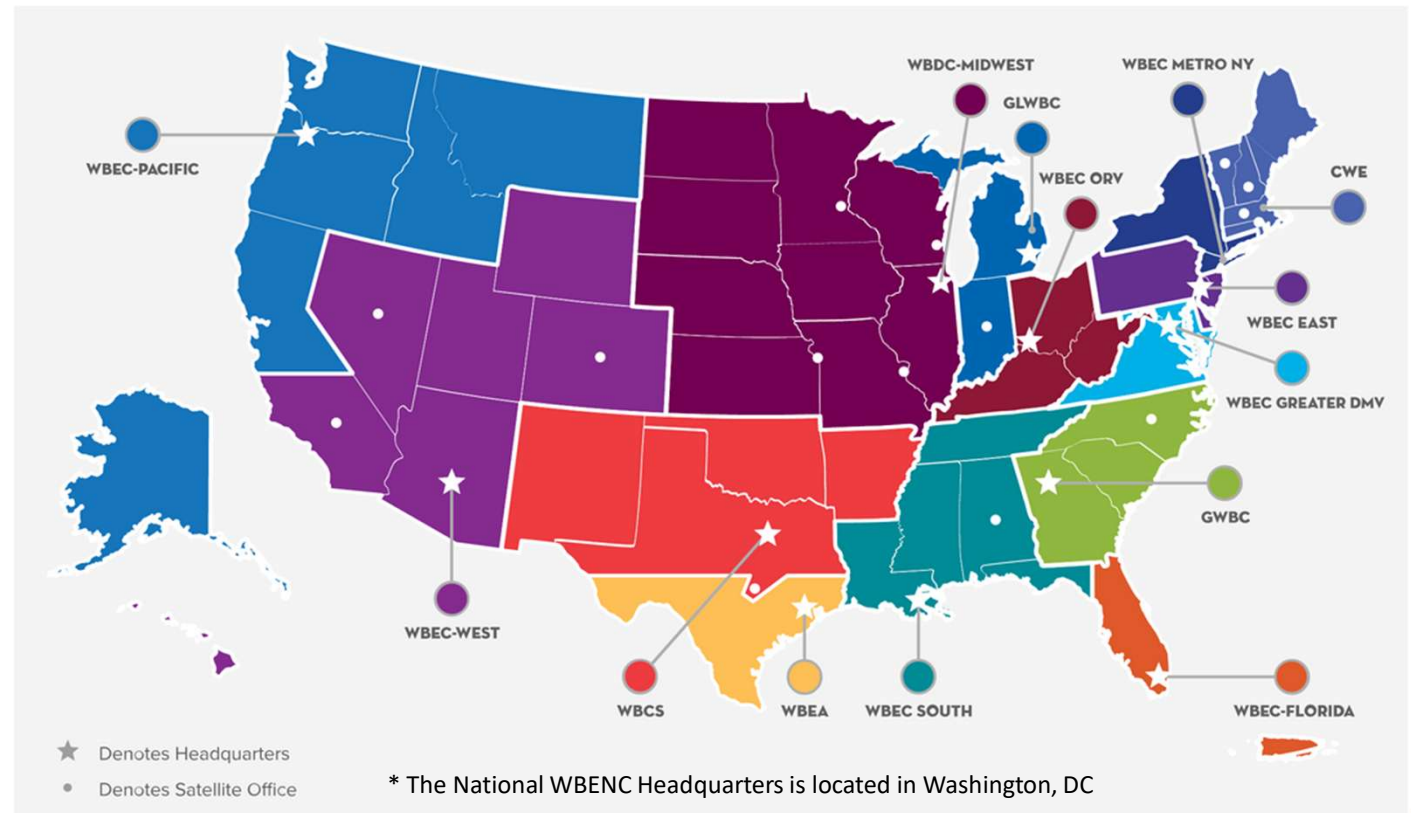 WBDC-MIDWEST
WBEC METRO NY
GLWBC
WBEC-PACIFIC
WBEC ORV
CWE
WBEC EAST
WBEC GREATER DMV
GWBC
WBEC-WEST
WBCS
WBEA
WBEC SOUTH
WBEC-FLORIDA
Denotes Headquarters
Denotes Satellite Office
* The National WBENC Headquarters is located in Washington, DC